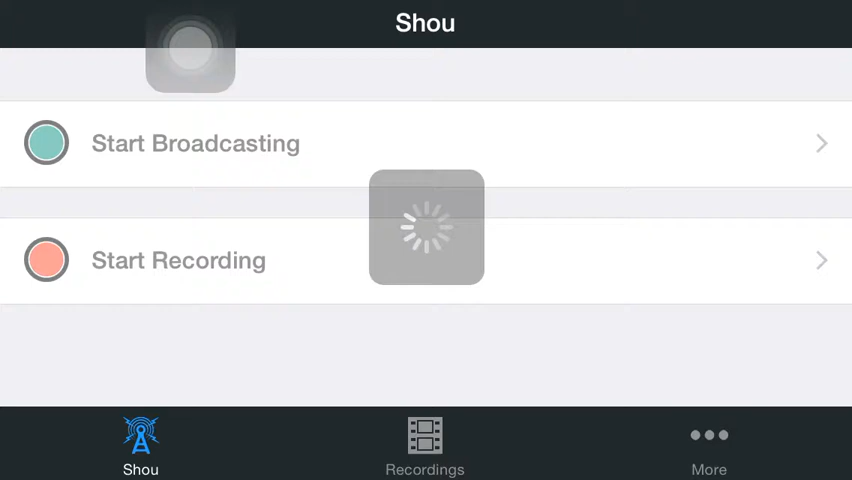 Shou
Start Broadcasting
Start Recording
Shou
Recordings
More